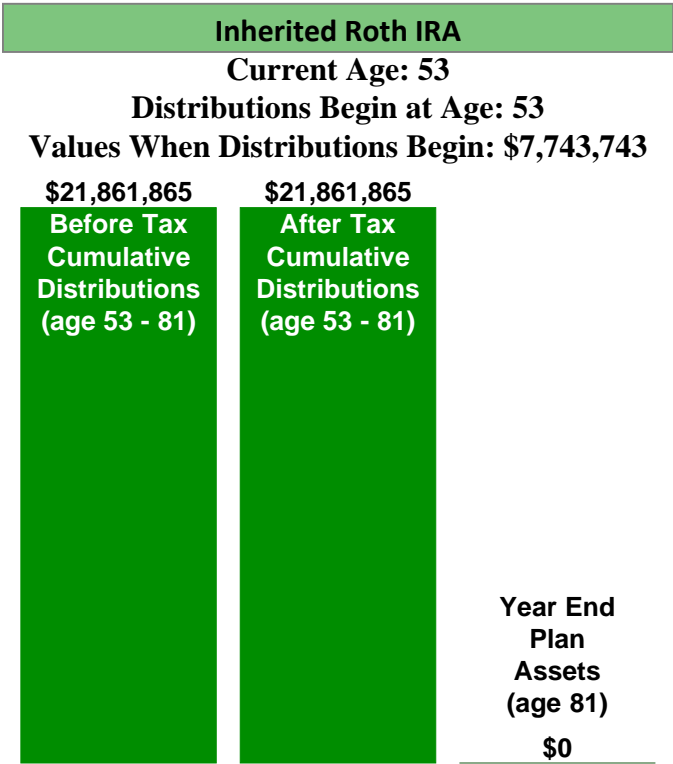 Inherited Roth IRA
Current Age: 53
Distributions Begin at Age: 53
Values When Distributions Begin: $7,743,743
$21,861,865
Before Tax
Cumulative
Distributions
(age 53 - 81)
$21,861,865
After Tax
Cumulative
Distributions
(age 53 - 81)
Year End
Plan
Assets
(age 81)
$0